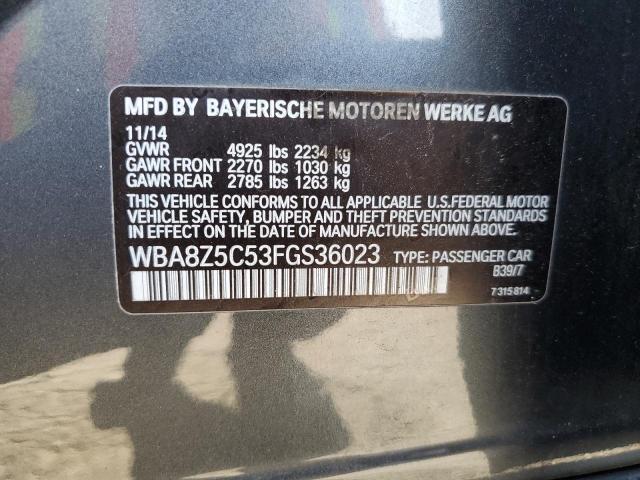 MFD BY BAYERISCHE MOTOREN WERKE AG
11/14
GVWR 4925 lbs 2234 kg
GAWR FRONT 2270 lbs 1030 kg
GAWR REAR 2785 lbs 1263 kg
THIS VEHICLE CONFORMS TO ALL APPLICABLE U.S.FEDERAL MOTOR
VEHICLE SAFETY, BUMPER, AND THEFT PREVENTION STANDARDS
IN EFFECT ON THE DATE OF MANUFACTURE SHOWN ABOVE.
WBA8Z5C53FGS36023 TYPE: PASSENGER CAR
B39/7
7315814